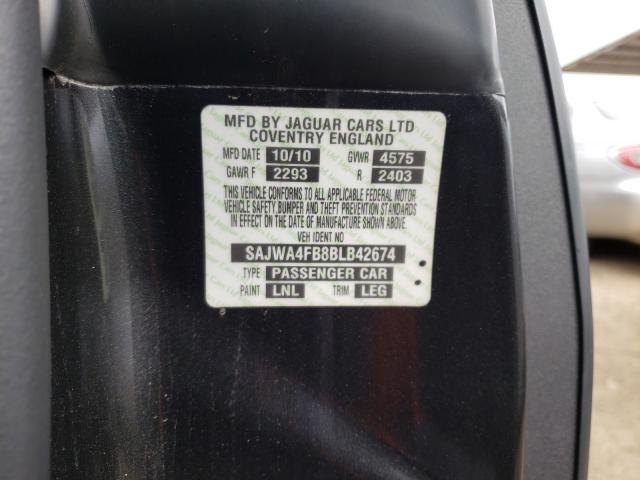 MFD BY JAGUAR CARS LTD
COVENTRY ENGLAND
MFD DATE 10/10 GVWR 4575
GAWR F 2293 R 2403
THIS VEHICLE CONFORMS TO ALL APPLICABLE FEDERAL MOTOR
VEHICLE SAFETY, BUMPER AND THEFT PREVENTION STANDARDS
IN EFFECT ON THE DATE OF MANUFACTURE SHOWN ABOVE.
VEH IDENT NO
SAJWA4FB8BLB42674
TYPE PASSENGER CAR
PAINT LNL TRIM LEG